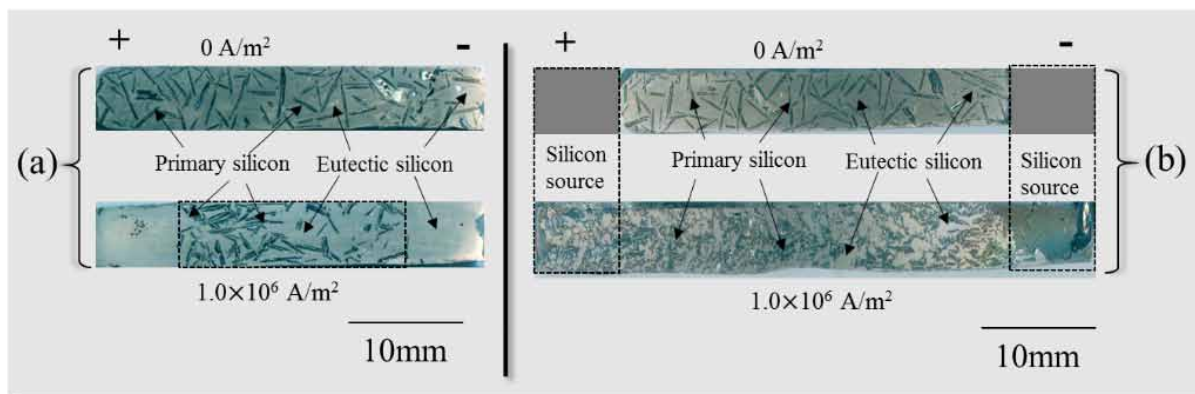 + -
0 A/m²
(a)
Primary silicon Eutectic silicon
1.0×10⁶ A/m²
10mm
+ -
0 A/m²
Silicon source
Primary silicon Eutectic silicon
Silicon source
(b)
1.0×10⁶ A/m²
10mm